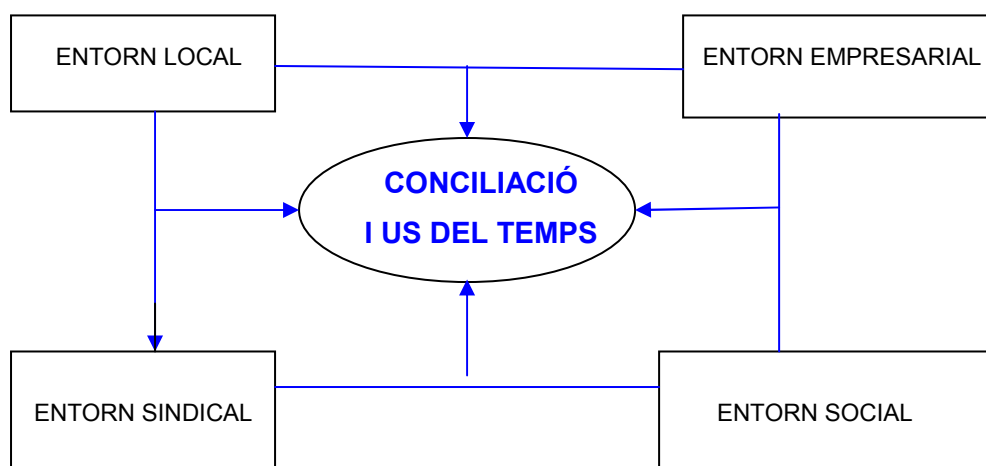 ENTORN LOCAL
ENTORN EMPRESARIAL
CONCILIACIÓ
I US DEL TEMPS
ENTORN SINDICAL
ENTORN SOCIAL